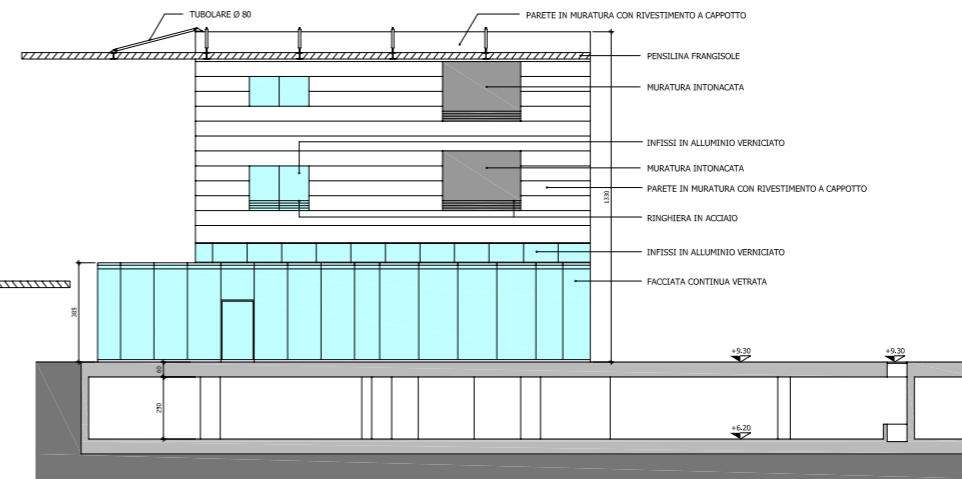 TUBOLARE Ø 80
PARETE IN MURATURA CON RIVESTIMENTO A CAPPOTTO
PENSILINA FRANGISOLE
MURATURA INTONACATA
INFISSI IN ALLUMINIO VERNICIATO
MURATURA INTONACATA
PARETE IN MURATURA CON RIVESTIMENTO A CAPPOTTO
1330
RINGHIERA IN ACCIAIO
INFISSI IN ALLUMINIO VERNICIATO
FACCIATA CONTINUA VETRATA
385
+9.30
+9.30
60
250
+6.20